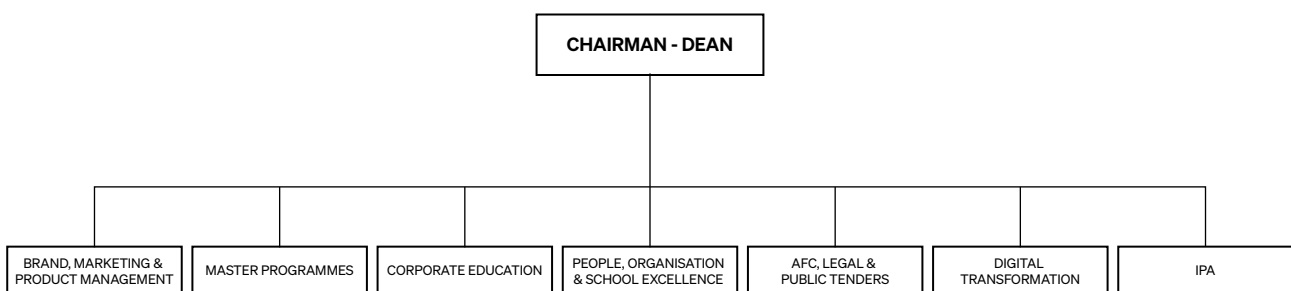 CHAIRMAN - DEAN
BRAND, MARKETING &
PRODUCT MANAGEMENT
MASTER PROGRAMMES
CORPORATE EDUCATION
PEOPLE, ORGANISATION
& SCHOOL EXCELLENCE
AFC, LEGAL &
PUBLIC TENDERS
DIGITAL
TRANSFORMATION
IPA